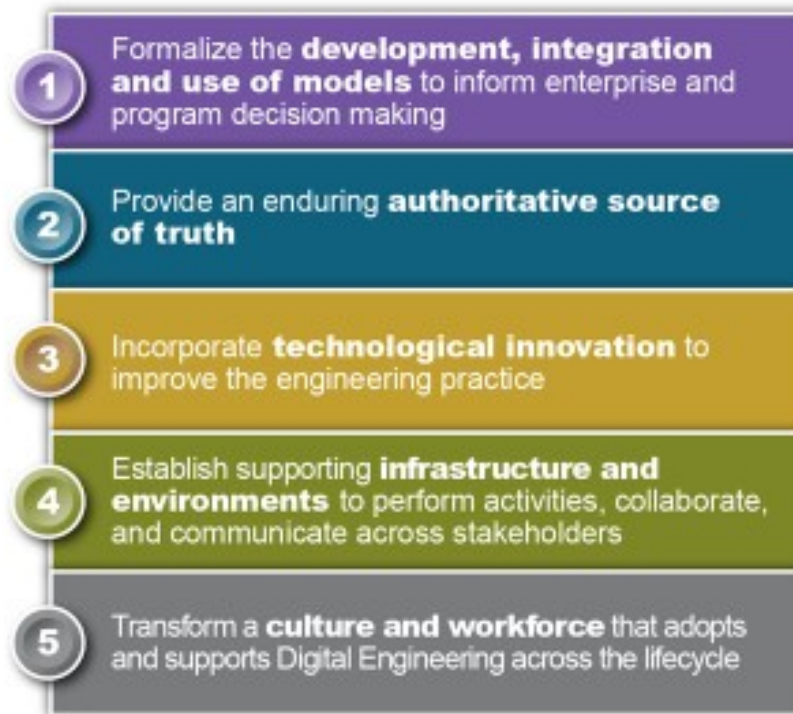 1
Formalize the development, integration
and use of models to inform enterprise and
program decision making
2
Provide an enduring authoritative source
of truth
3
Incorporate technological innovation to
improve the engineering practice
4
Establish supporting infrastructure and
environments to perform activities, collaborate,
and communicate across stakeholders
5
Transform a culture and workforce that adopts
and supports Digital Engineering across the lifecycle